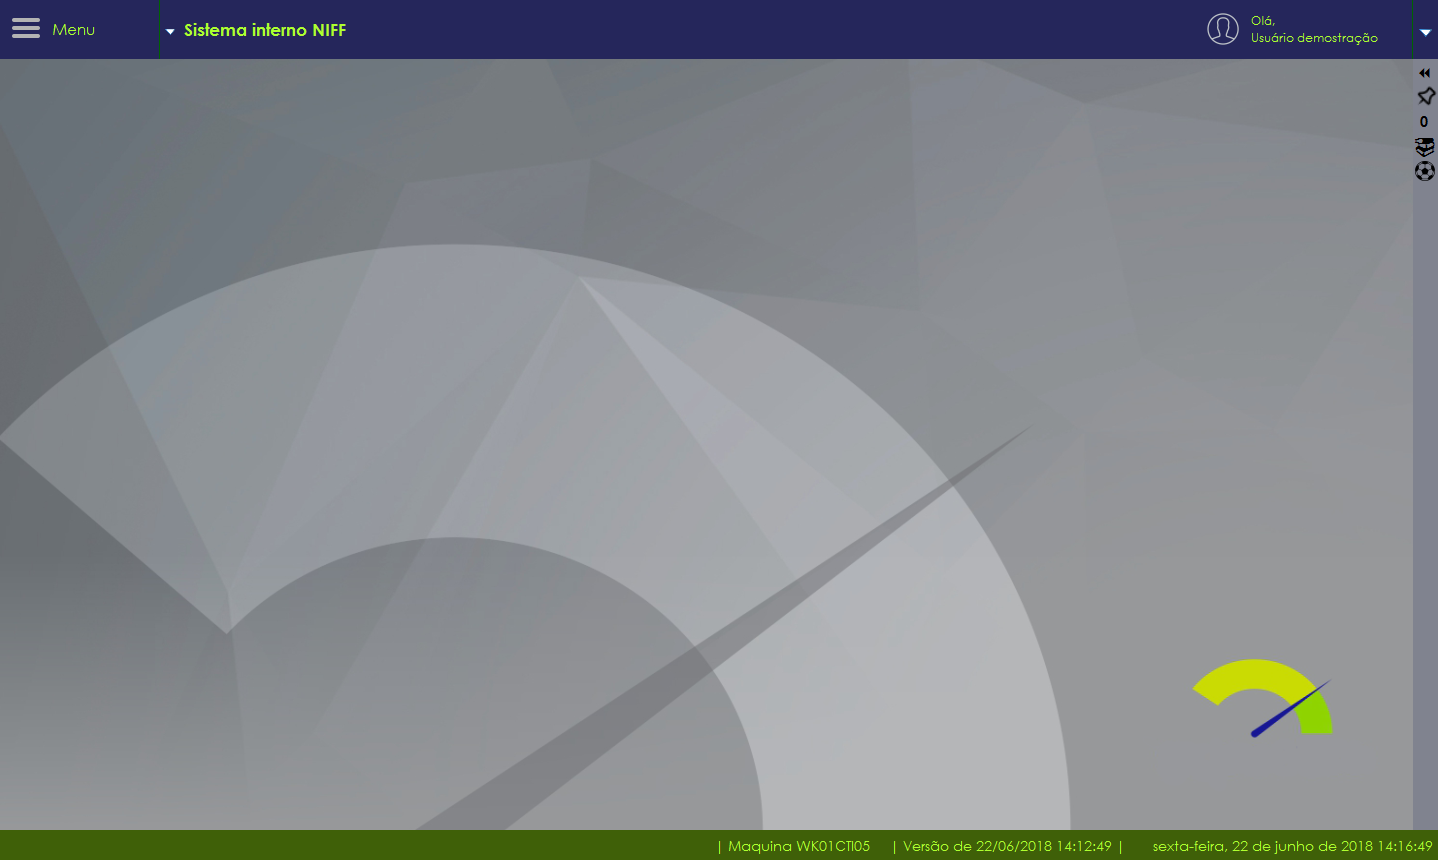 Menu
Sistema interno NIFF
Olá,
Usuário demostração
0
| Maquina WK01CTI05 | Versão de 22/06/2018 14:12:49 | sexta-feira, 22 de junho de 2018 14:16:49